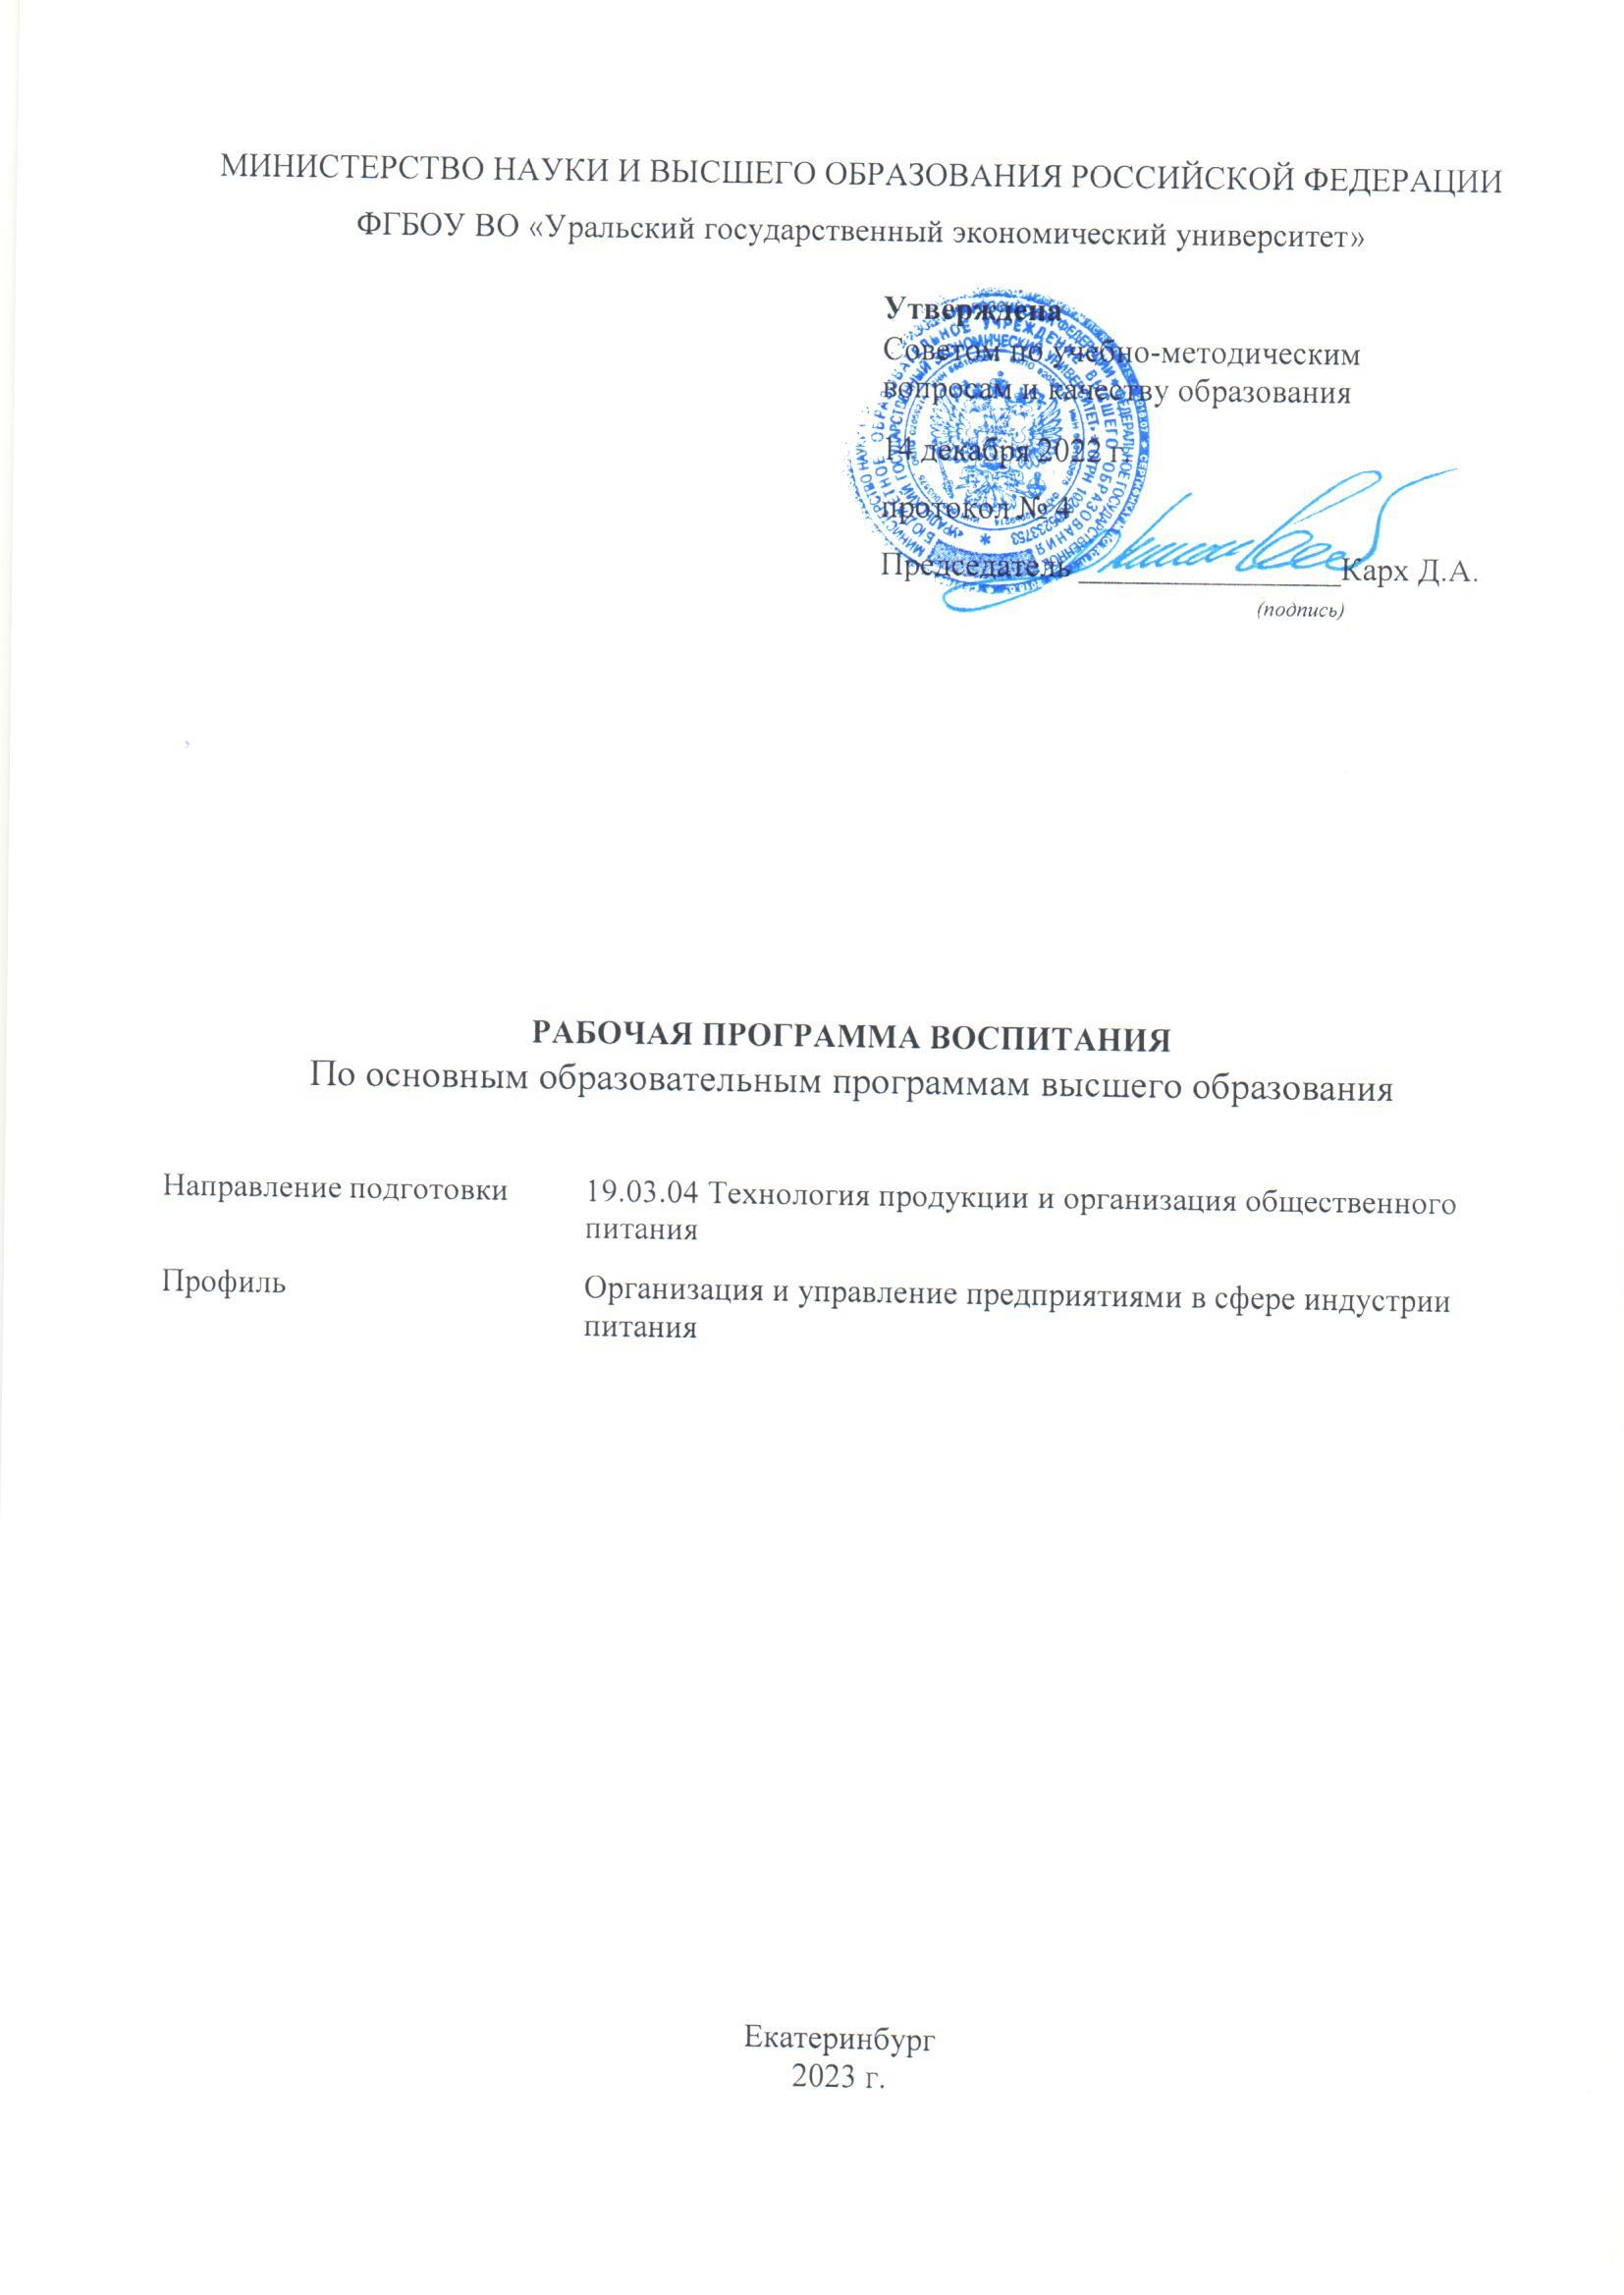 МИНИСТЕРСТВО НАУКИ И ВЫСШЕГО ОБРАЗОВАНИЯ РОССИЙСКОЙ ФЕДЕРАЦИИ
ФГБОУ ВО «Уральский государственный экономический университет»
Утверждена
Советом по учебно-методическим
вопросам и качеству образования
14 декабря 2022 г.
протокол № 4
Председатель ________________Карх Д.А.
(подпись)
РАБОЧАЯ ПРОГРАММА ВОСПИТАНИЯ
По основным образовательным программам высшего образования
Направление подготовки 19.03.04 Технология продукции и организация общественного
питания
Профиль Организация и управление предприятиями в сфере индустрии
питания
Екатеринбург
2023 г.